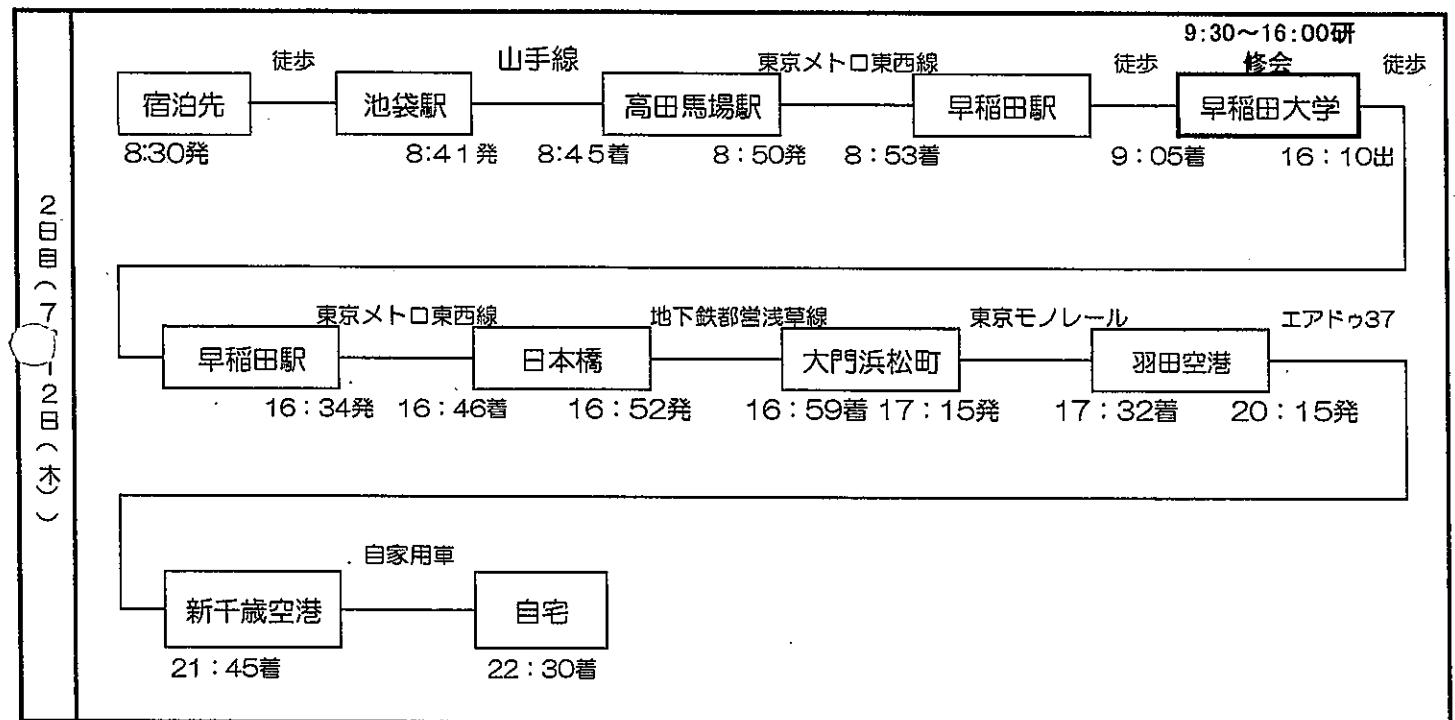 9:30～16:00研
修会
徒歩 山手線 東京メトロ東西線 徒歩 徒歩
宿泊先 池袋駅 高田馬場駅 早稲田駅 早稲田大学
8:30発 8:41発 8:45着 8:50発 8:53着 9:05着 16:10出
2日目（7 12日（木））
東京メトロ東西線 地下鉄都営浅草線 東京モノレール エアドゥ37
早稲田駅 日本橋 大門浜松町 羽田空港
16:34発 16:46着 16:52発 16:59着 17:15発 17:32着 20:15発
自家用車
新千歳空港 自宅
21:45着 22:30着